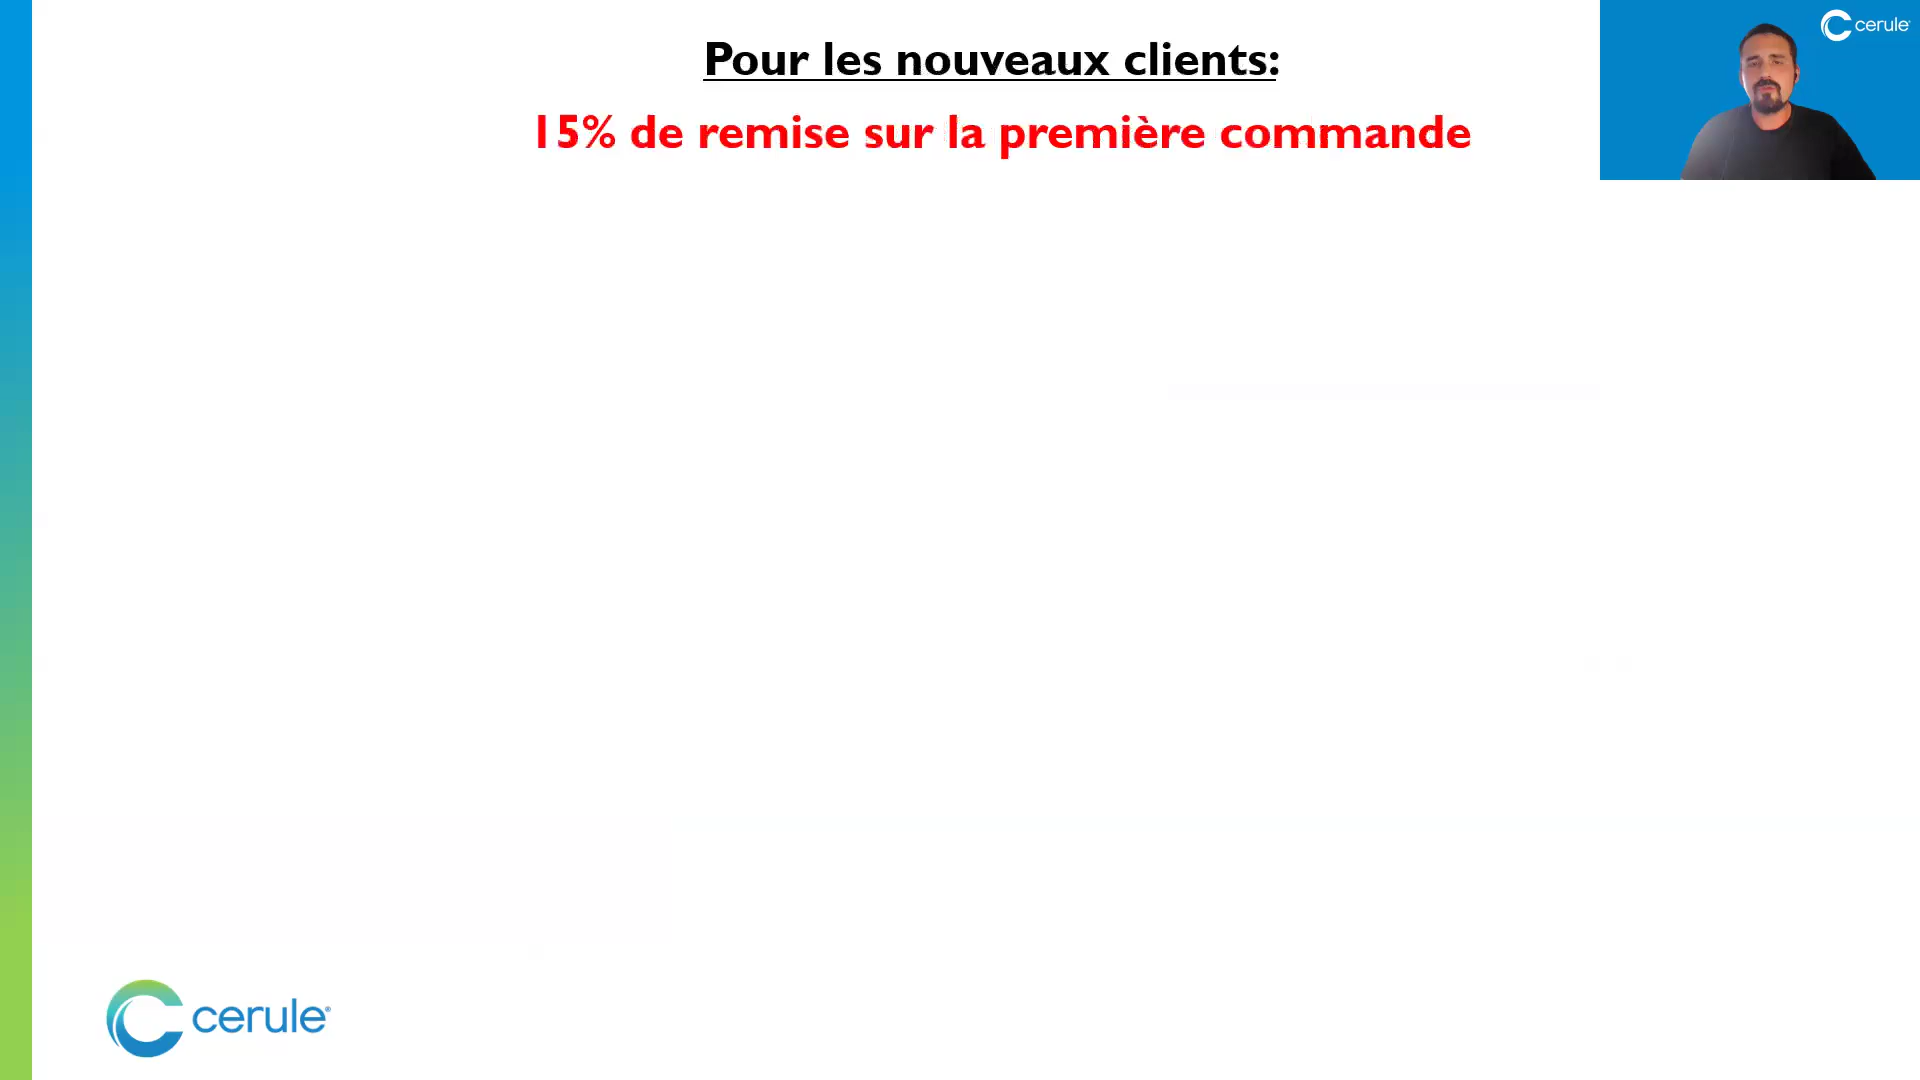 Pour les nouveaux clients:
15% de remise sur la première commande
cerule®
cerule®